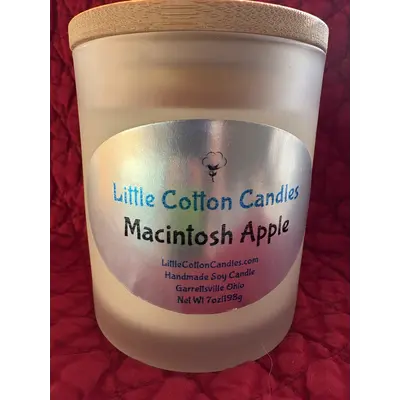 Little Cotton Candles
Macintosh Apple
LittleCottonCandles.com
Handmade Soy Candle
Garrettsville Ohio
Net Wt 7oz|198g